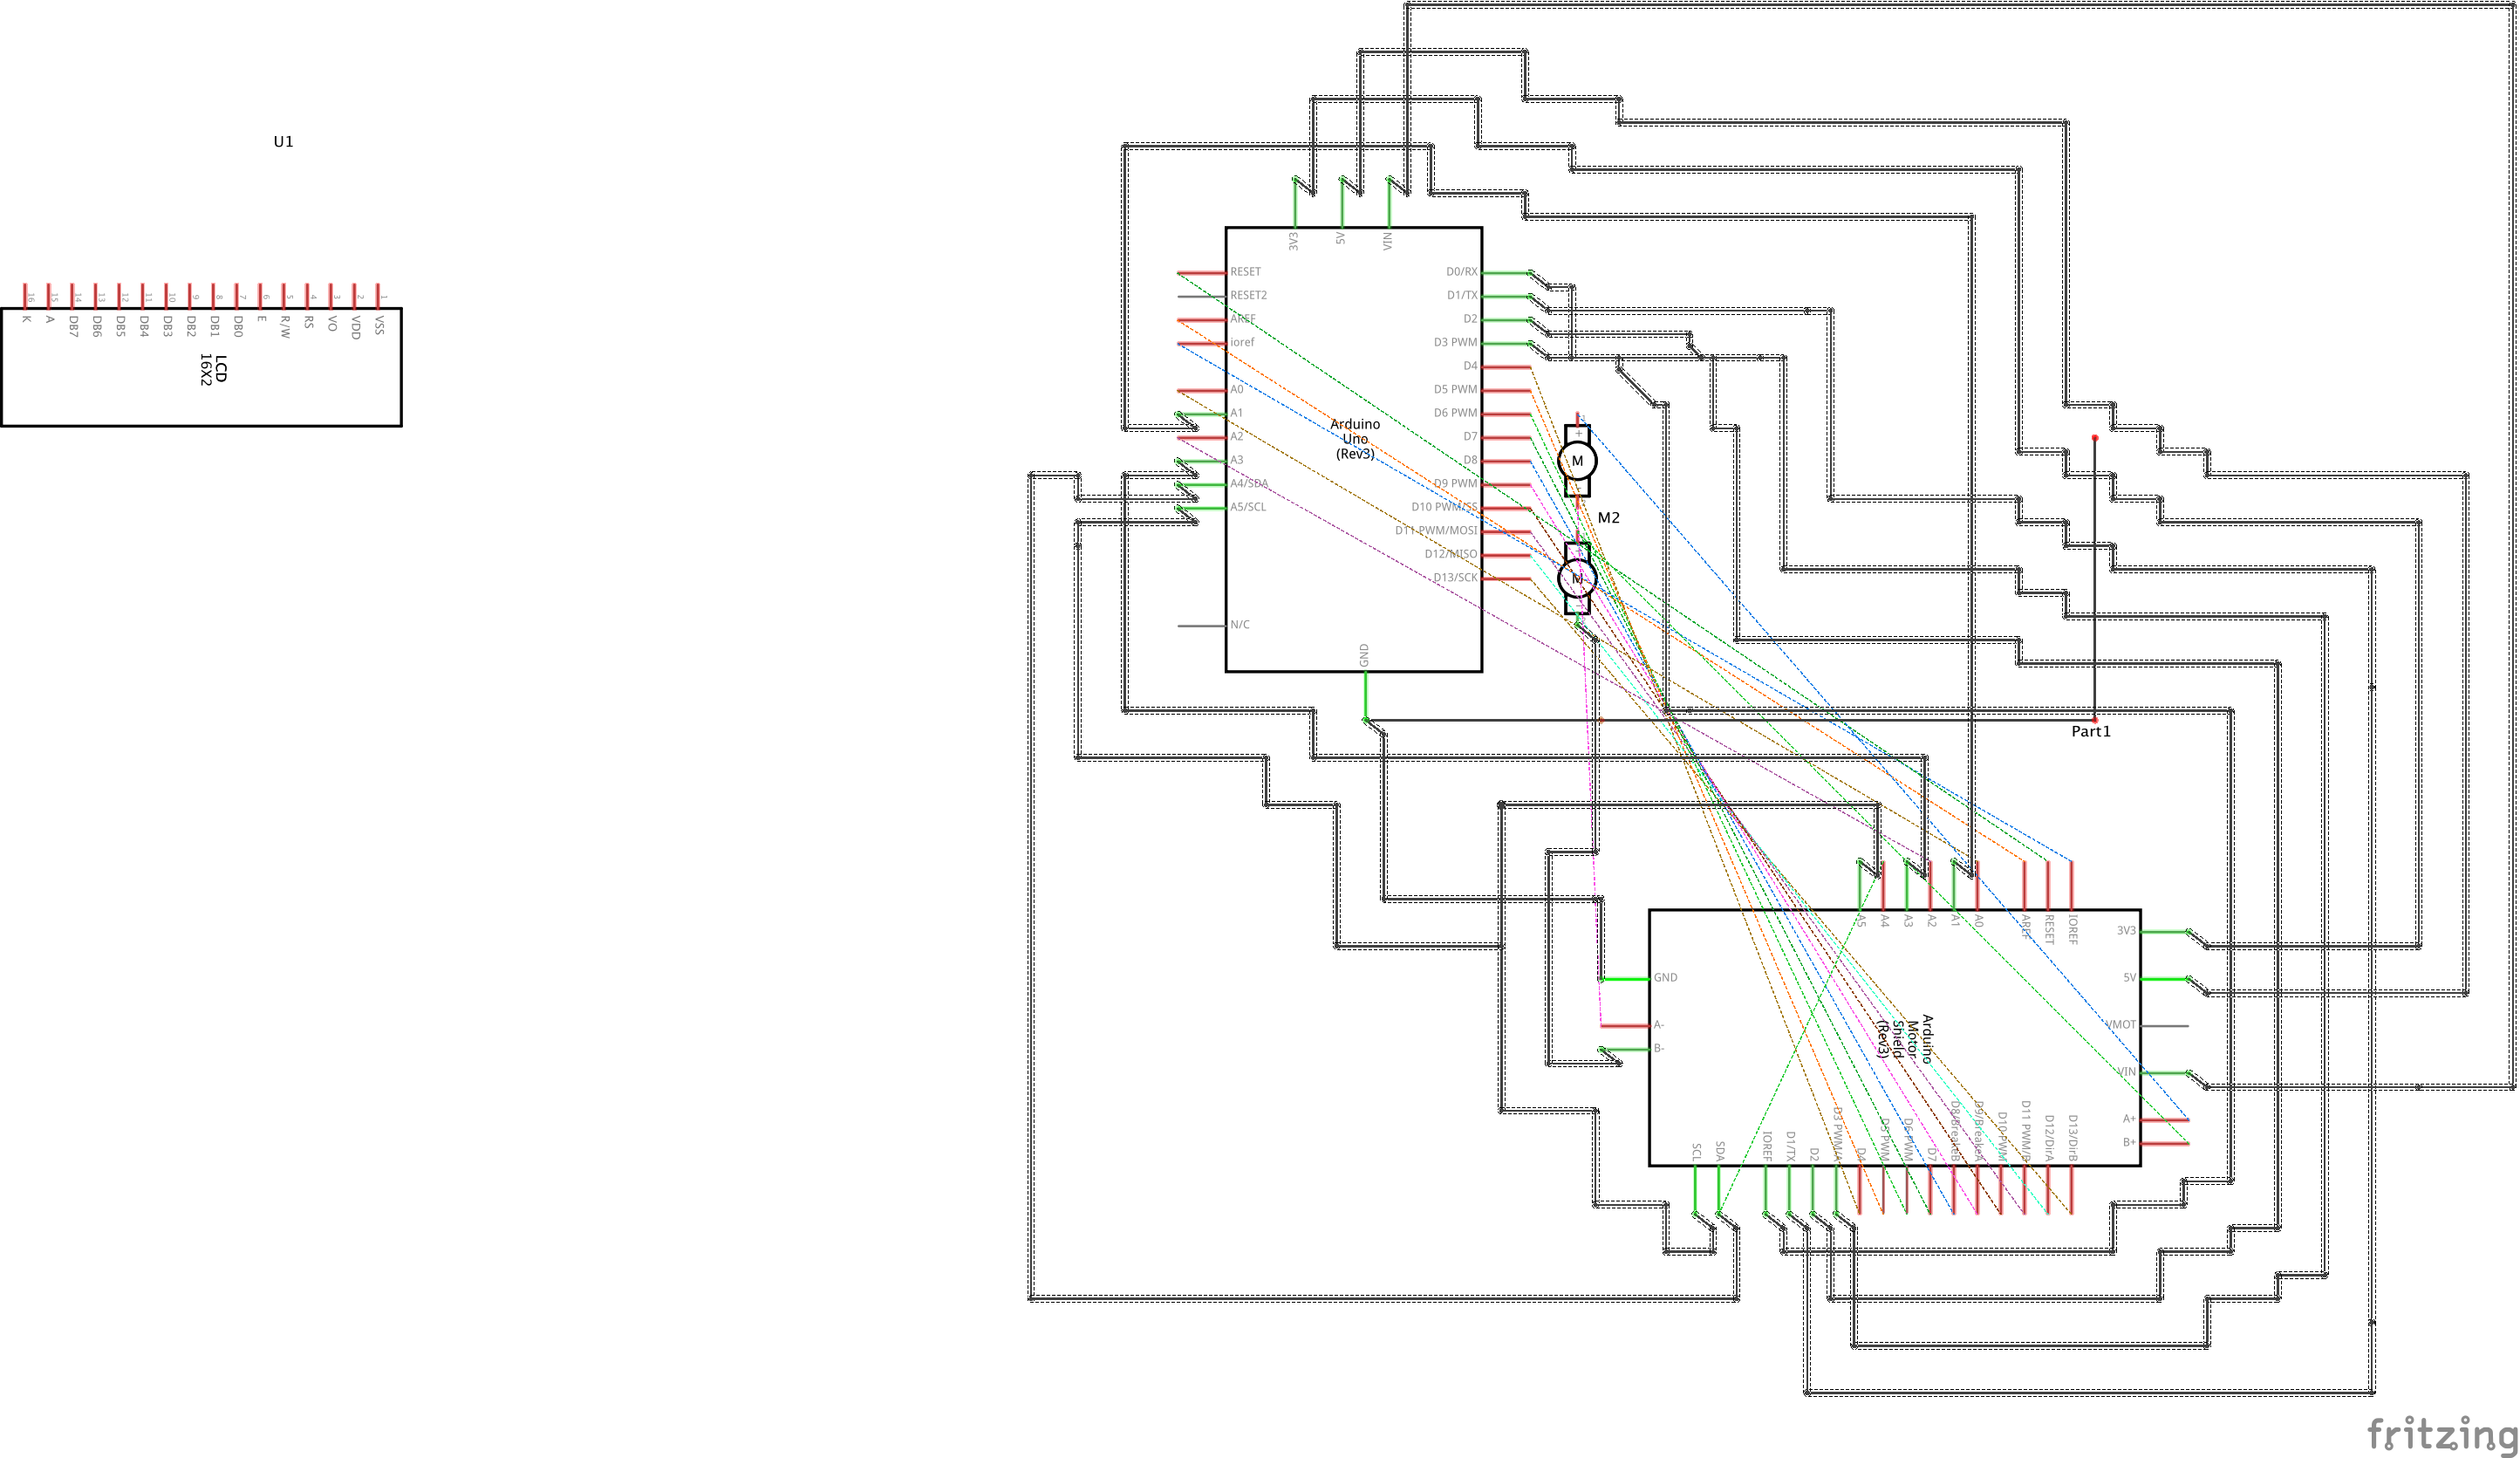 U1
16
15
14
13
12
11
10
9
8
7
6
5
4
3
2
1
K
A
DB7
DB6
DB5
DB4
DB3
DB2
DB1
DB0
E
R/W
RS
VO
VDD
VSS
LCD
16X2
3V3
5V
VIN
RESET
RESET2
AREF
ioref
A0
A1
A2
A3
A4/SDA
A5/SCL
N/C
Arduino
Uno
(Rev3)
D0/RX
D1/TX
D2
D3 PWM
D4
D5 PWM
D6 PWM
D7
D8
D9 PWM
D10 PWM/SS
D11 PWM/MOSI
D12/MISO
D13/SCK
GND
M
M2
M
Part1
A5
A4
A3
A2
A1
A0
AREF
RESET
IOREF
GND
A-
B-
Arduino
Motor
Shield
(Rev3)
3V3
5V
VMOT
VIN
A+
B+
SCL
SDA
IOREF
D1/TX
D2
D3 PWM/A
D4
D5 PWM
D6 PWM
D7
D8/BreakeB
D9/BreakeA
D10 PWM
D11 PWM/B
D12/DirA
D13/DirB
fritzing